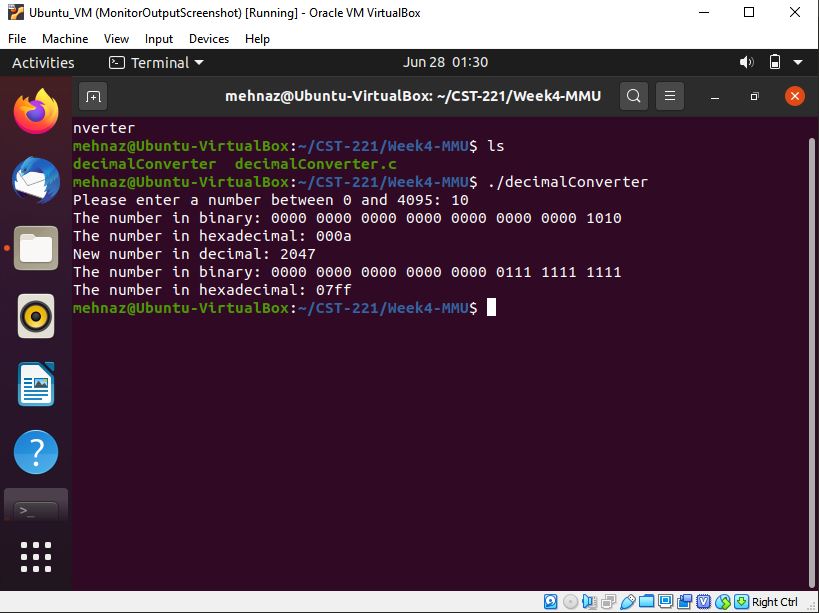 Ubuntu_VM (MonitorOutputScreenshot) [Running] - Oracle VM VirtualBox
File Machine View Input Devices Help
Activities Terminal Jun 28 01:30
mehnaz@Ubuntu-VirtualBox: ~/CST-221/Week4-MMU
nverter
mehnaz@Ubuntu-VirtualBox:~/CST-221/Week4-MMU$ ls
decimalConverter decimalConverter.c
mehnaz@Ubuntu-VirtualBox:~/CST-221/Week4-MMU$ ./decimalConverter
Please enter a number between 0 and 4095: 10
The number in binary: 0000 0000 0000 0000 0000 0000 0000 1010
The number in hexadecimal: 000a
New number in decimal: 2047
The number in binary: 0000 0000 0000 0000 0000 0111 1111 1111
The number in hexadecimal: 07ff
mehnaz@Ubuntu-VirtualBox:~/CST-221/Week4-MMU$
Right Ctrl